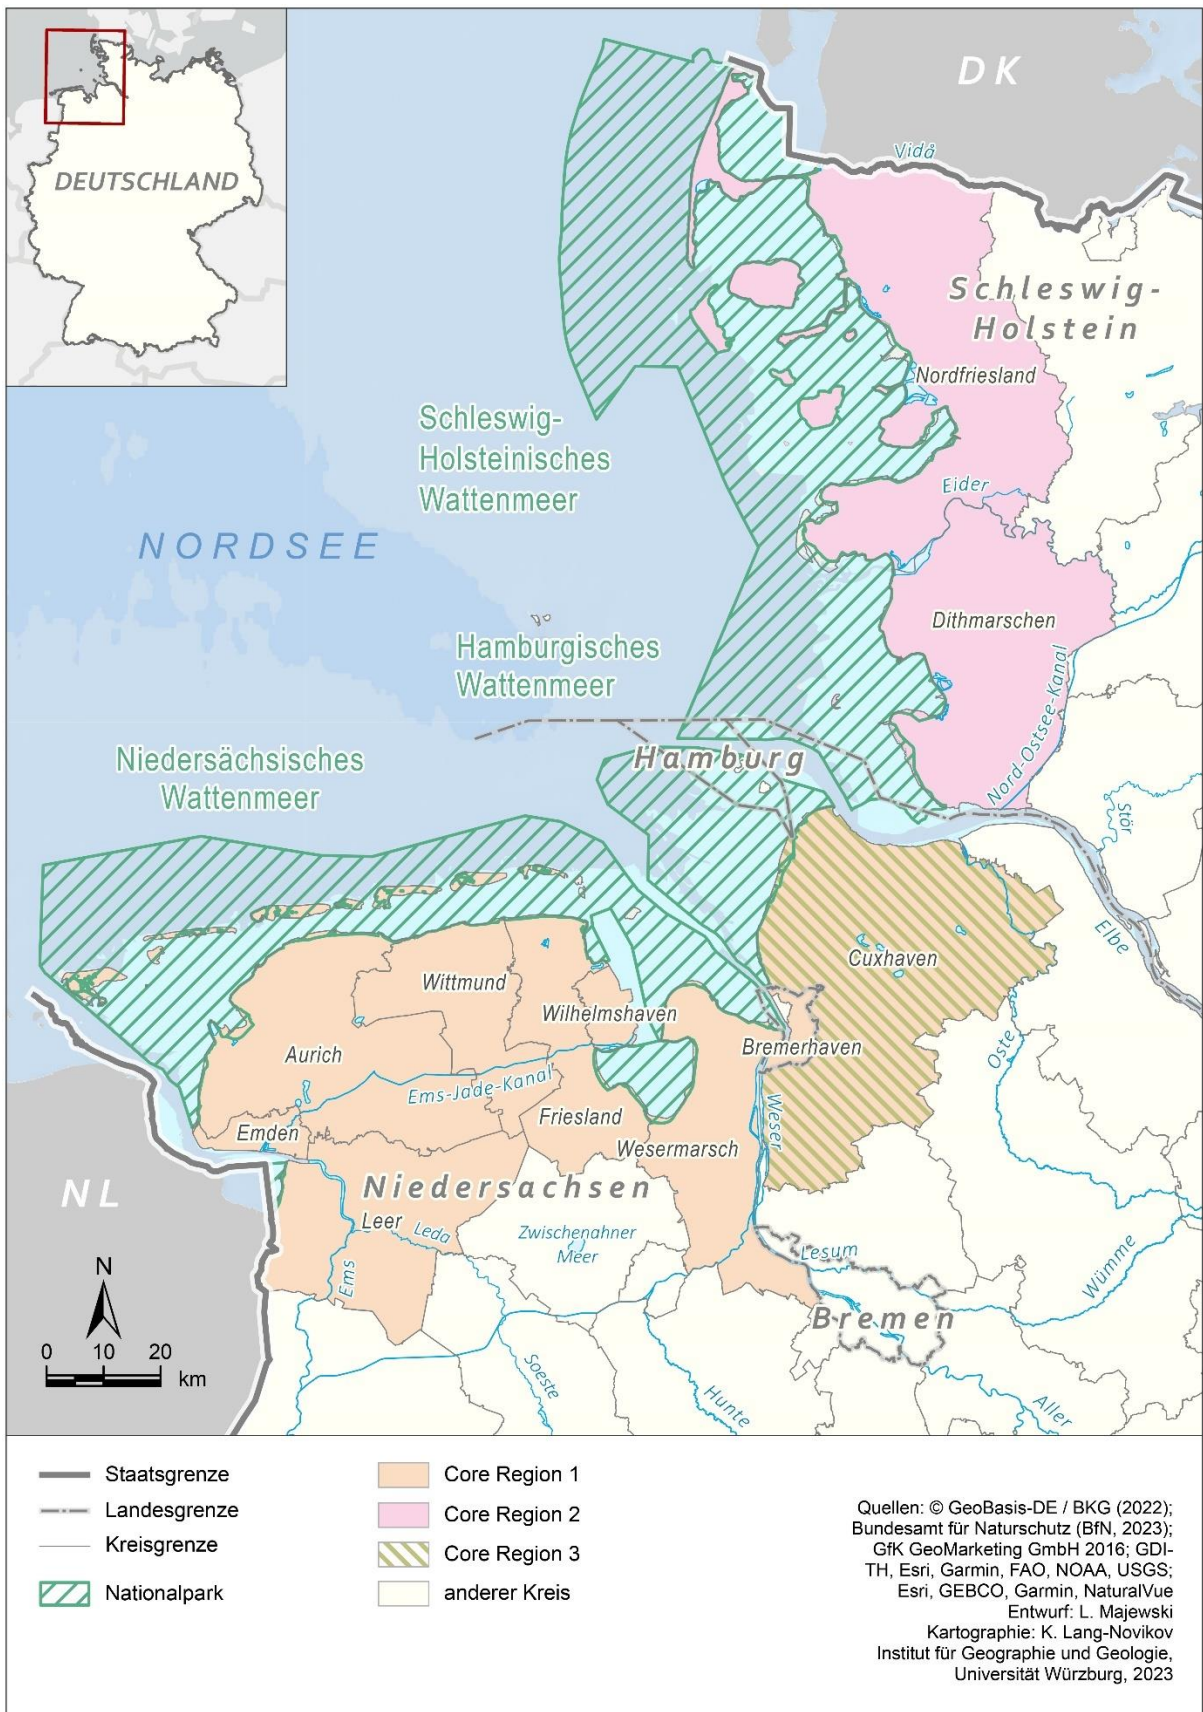 DEUTSCHLAND
DK
Vidå
Schleswig-
Holstein
Nordfriesland
Schleswig-
Holsteinisches
Wattenmeer
Eider
NORDSEE
Dithmarschen
Hamburgisches
Wattenmeer
Nord-Ostsee-Kanal
Hamburg
Niedersächsisches
Wattenmeer
Stör
Elbe
Cuxhaven
Wittmund
Wilhelmshaven
Aurich
Bremerhaven
Oste
Ems-Jade-Kanal
Weser
Friesland
Emden
Wesermarsch
NL
Niedersachsen
Leer
Leda
Zwischenahner
Meer
Lesum
Wümme
Ems
Bremen
N
0 10 20
km
Soeste
Hunte
Aller
Staatsgrenze
Landesgrenze
Kreisgrenze
Nationalpark
Core Region 1
Core Region 2
Core Region 3
anderer Kreis
Quellen: © GeoBasis-DE / BKG (2022);
Bundesamt für Naturschutz (BfN, 2023);
GfK GeoMarketing GmbH 2016; GDI-
TH, Esri, Garmin, FAO, NOAA, USGS;
Esri, GEBCO, Garmin, NaturalVue
Entwurf: L. Majewski
Kartographie: K. Lang-Novikov
Institut für Geographie und Geologie,
Universität Würzburg, 2023